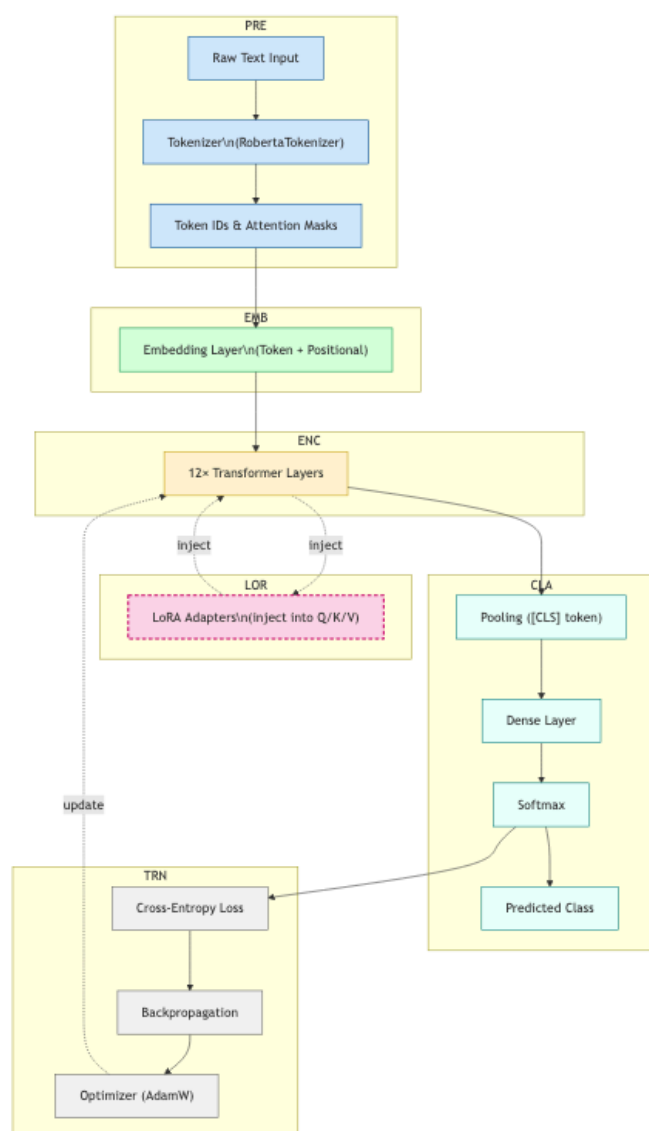 PRE
Raw Text Input
Tokenizer\n(RobertaTokenizer)
Token IDs & Attention Masks
EMB
Embedding Layer\n(Token + Positional)
ENC
12× Transformer Layers
inject
inject
LOR
LoRA Adapters\n(inject into Q/K/V)
CLA
Pooling ([CLS] token)
Dense Layer
Softmax
Predicted Class
update
TRN
Cross-Entropy Loss
Backpropagation
Optimizer (AdamW)